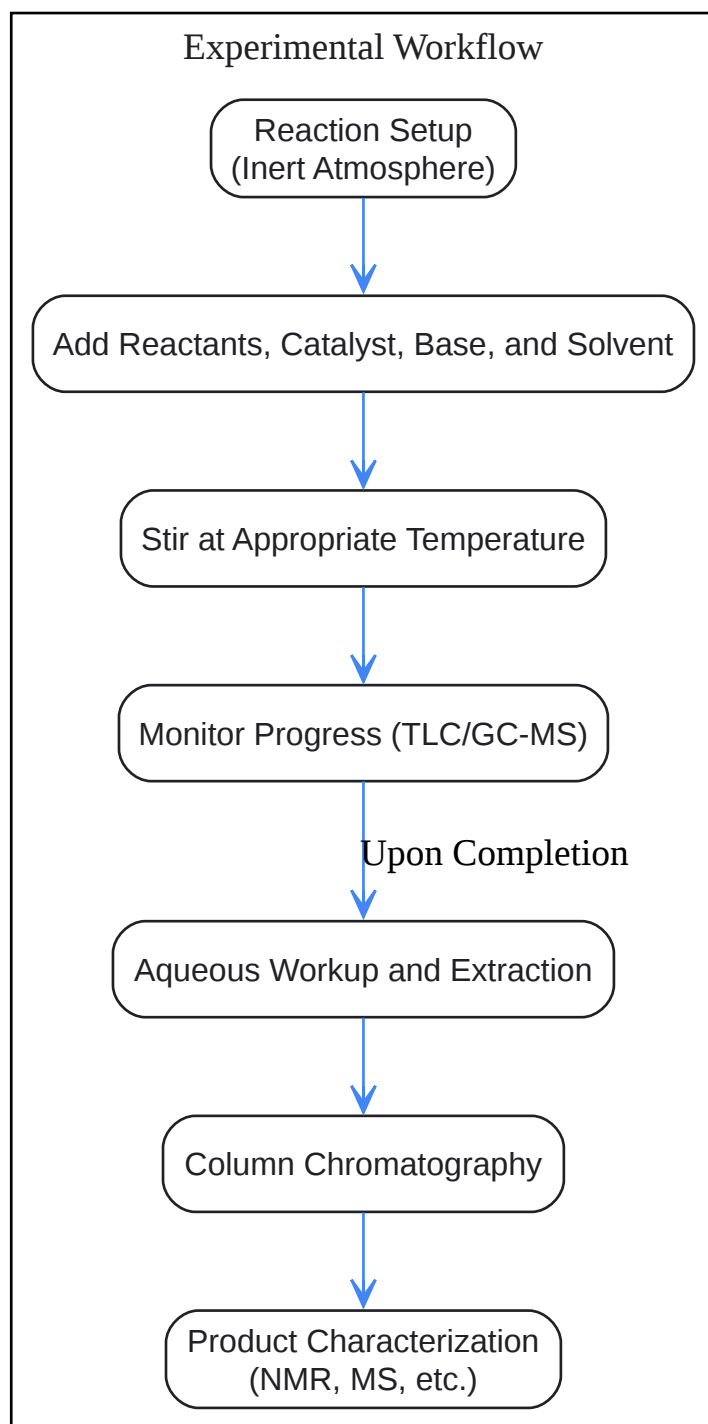 Experimental Workflow
Reaction Setup
(Inert Atmosphere)
Add Reactants, Catalyst, Base, and Solvent
Stir at Appropriate Temperature
Monitor Progress (TLC/GC-MS)
Upon Completion
Aqueous Workup and Extraction
Column Chromatography
Product Characterization
(NMR, MS, etc.)